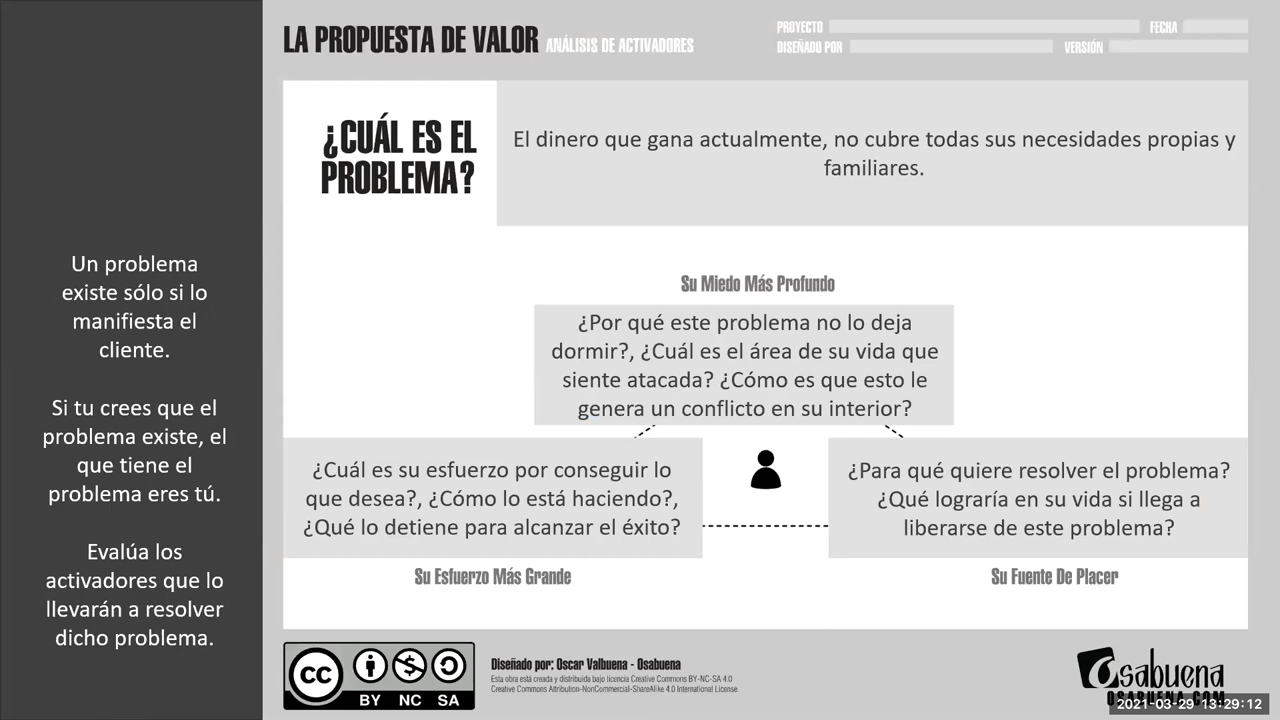 LA PROPUESTA DE VALOR ANÁLISIS DE ACTIVADORES
PROYECTO
FECHA
DISEÑADO POR
VERSIÓN
¿CUÁL ES EL
PROBLEMA?
El dinero que gana actualmente, no cubre todas sus necesidades propias y
familiares.
Un problema
existe sólo si lo
manifiesta el
cliente.
Si tu crees que el
problema existe, el
que tiene el
problema eres tú.
Evalúa los
activadores que lo
llevarán a resolver
dicho problema.
Su Miedo Más Profundo
¿Por qué este problema no lo deja
dormir?, ¿Cuál es el área de su vida que
siente atacada? ¿Cómo es que esto le
genera un conflicto en su interior?
¿Cuál es su esfuerzo por conseguir lo
que desea?, ¿Cómo lo está haciendo?,
¿Qué lo detiene para alcanzar el éxito?
Su Esfuerzo Más Grande
¿Para qué quiere resolver el problema?
¿Qué lograría en su vida si llega a
liberarse de este problema?
Su Fuente De Placer
CC
BY NC SA
Diseñado por: Oscar Valbuena - Osabuena
Esta obra está creada y distribuida bajo licencia Creative Commons BY-NC-SA 4.0
Creative Commons Attribution-NonCommercial-ShareAlike 4.0 International License.
Osabuena
OSABUENA.COM
2021-03-29 13:29:12